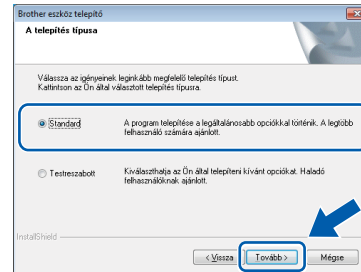 Brother eszköz telepítő
A telepítés típusa
Válassza az igényeinek leginkább megfelelő telepítés típust.
Kattintson az Ön által választott telepítés típusra.
Standard
A program telepítése a legáltalánosabb opciókkal történik. A legtöbb
felhasználó számára ajánlott.
Testreszabott
Kiválaszthatja az Ön által telepíteni kívánt opciókat. Haladó
felhasználóknak ajánlott.
InstallShield
< Vissza
Tovább >
Mégse